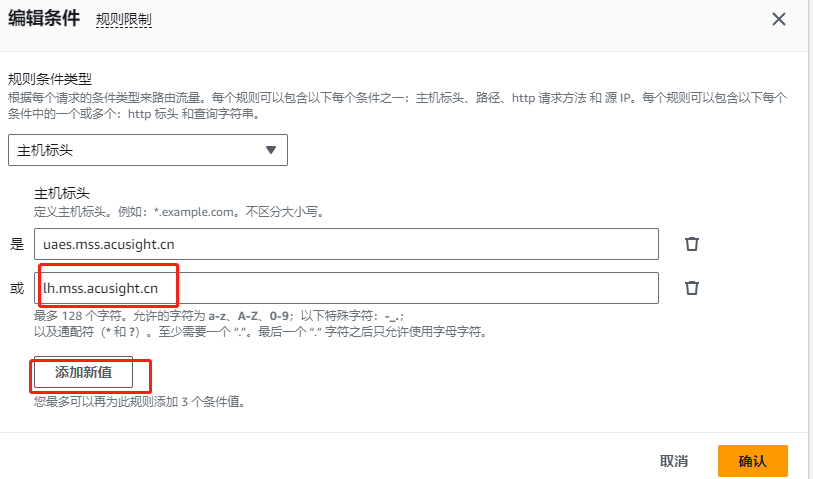 编辑条件 规则限制
规则条件类型
根据每个请求的条件类型来路由流量。每个规则可以包含以下每个条件之一：主机标头、路径、http 请求方法 和 源 IP。每个规则可以包含以下每个
条件中的一个或多个：http 标头 和查询字符串。
主机标头
主机标头
定义主机标头。例如：*.example.com。不区分大小写。
是 uaes.mss.acusight.cn
或 lh.mss.acusight.cn
最多 128 个字符。允许的字符为 a-z、A-Z、0-9；以下特殊字符：-_.；
以及通配符（* 和 ?）。至少需要一个 “.”。最后一个 “.” 字符之后只允许使用字母字符。
添加新值
您最多可以再为此规则添加 3 个条件值。
取消 确认